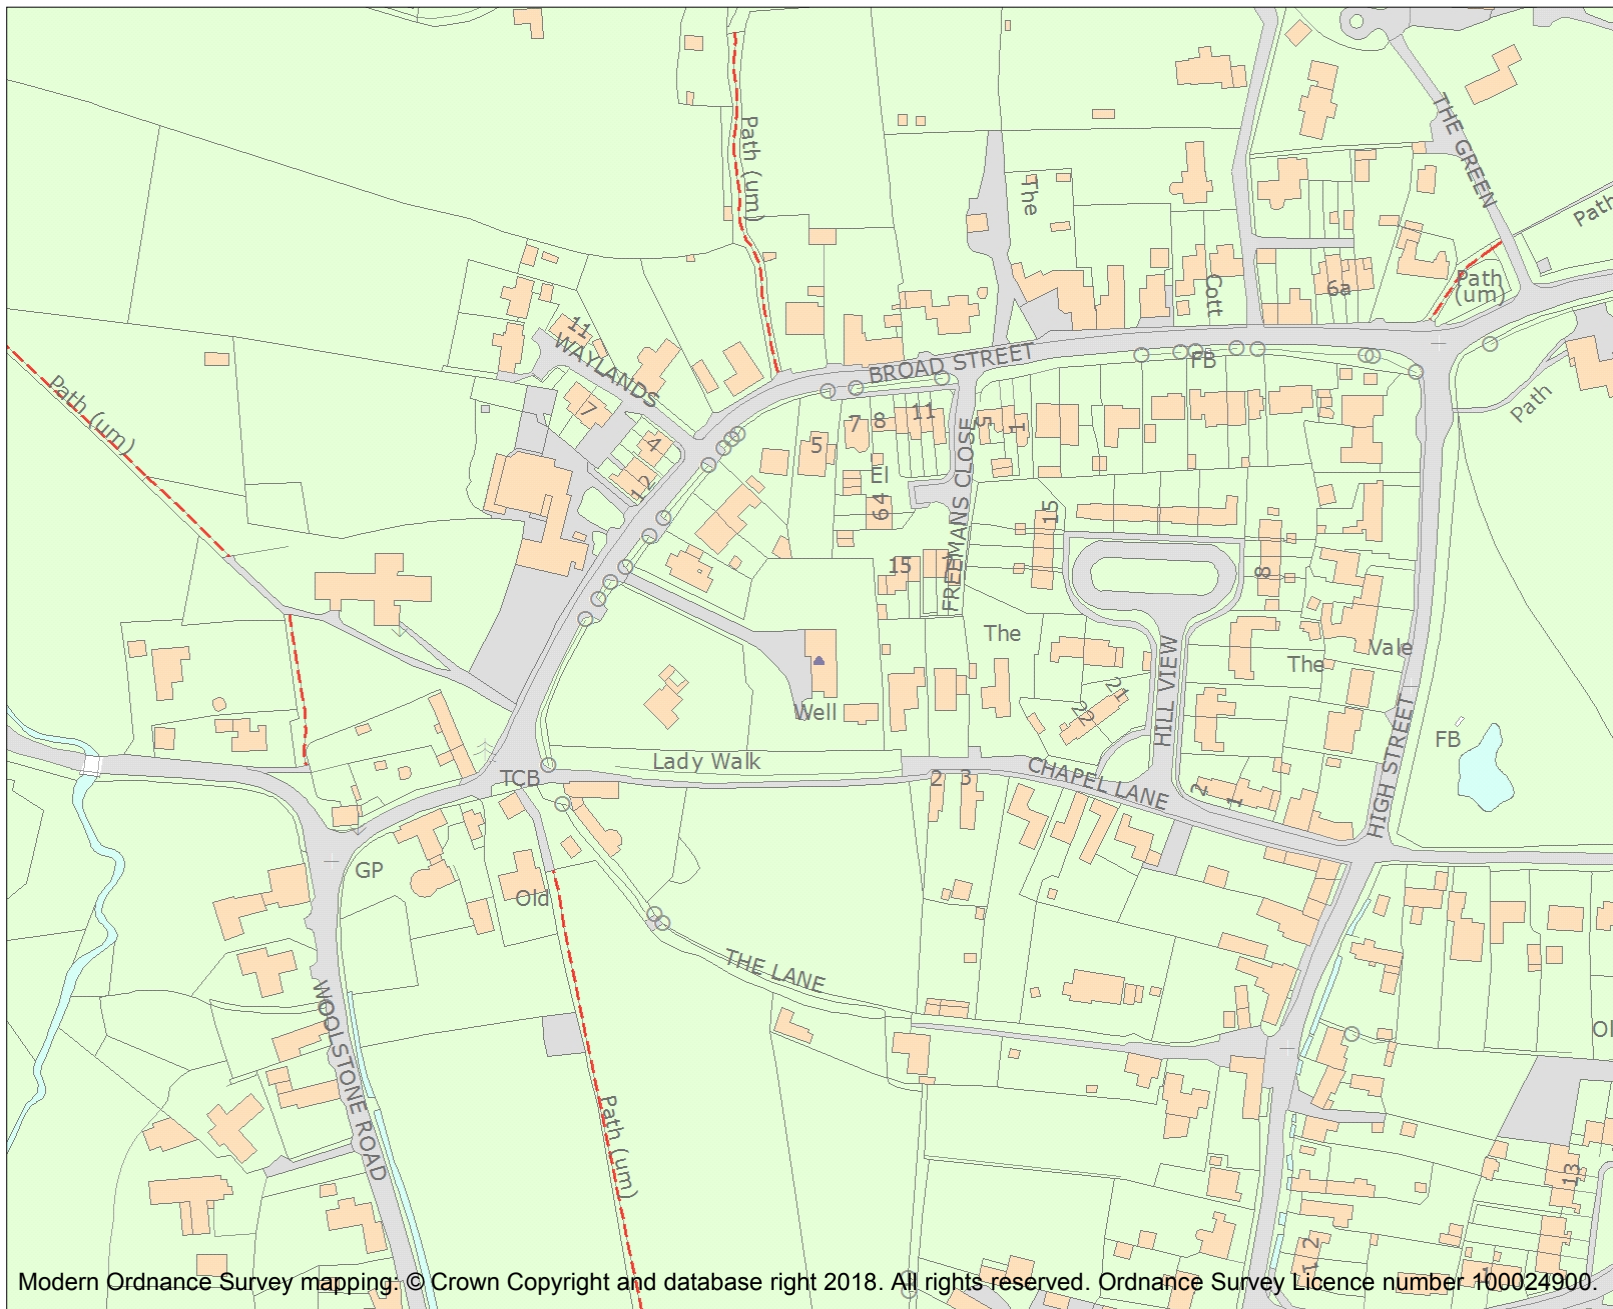 THE GREEN
Path (um)
The
Path
Cott
6a
Path
(um)
11
WAYLANDS
BROAD STREET
FB
Path (um)
7
4
12
5
7
8
11
5
1
Path
El
64
FREEMANS CLOSE
15
15
8
The
HILL VIEW
The
Vale
21
22
Well
HIGH STREET
FB
Lady Walk
TCB
2
3
CHAPEL LANE
2
1
GP
Old
THE LANE
WOOLSTONE ROAD
Path (um)
13
12
Modern Ordnance Survey mapping: © Crown Copyright and database right 2018. All rights reserved. Ordnance Survey Licence number 100024900.